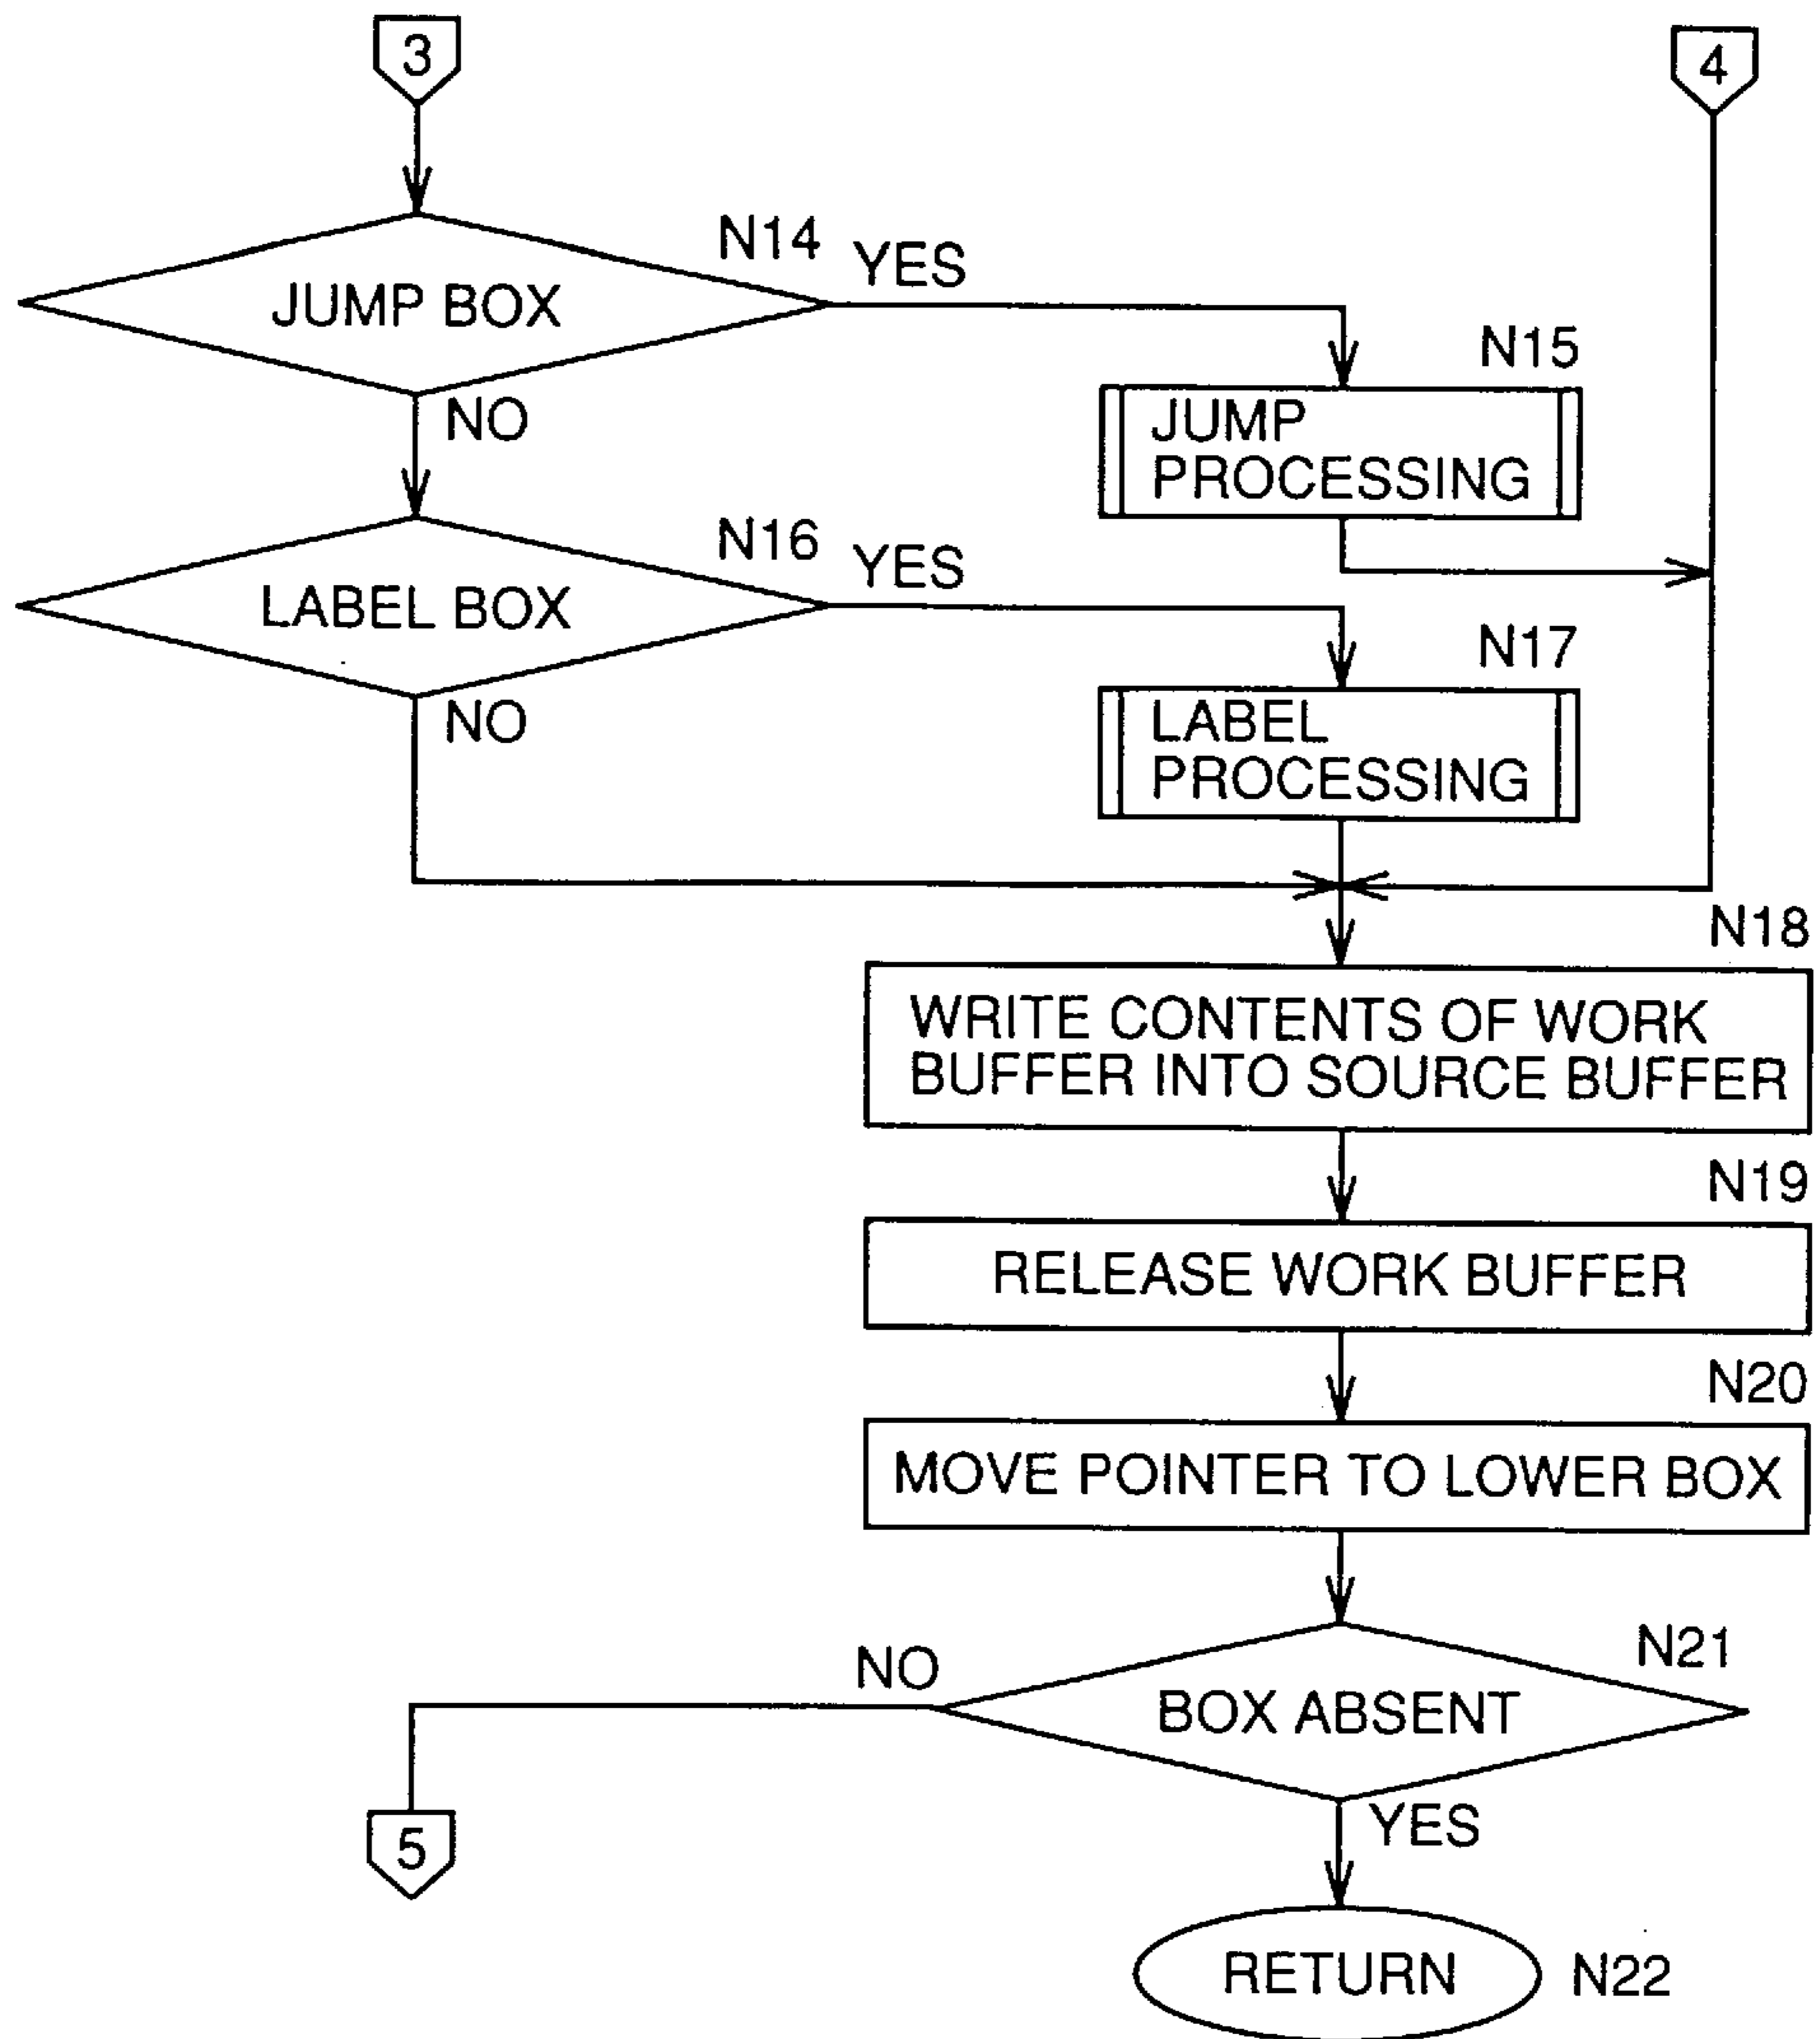 3
4
N14
YES
JUMP BOX
N15
JUMP
PROCESSING
NO
N16
YES
LABEL BOX
N17
LABEL
PROCESSING
NO
N18
WRITE CONTENTS OF WORK
BUFFER INTO SOURCE BUFFER
N19
RELEASE WORK BUFFER
N20
MOVE POINTER TO LOWER BOX
NO
N21
BOX ABSENT
YES
5
RETURN
N22